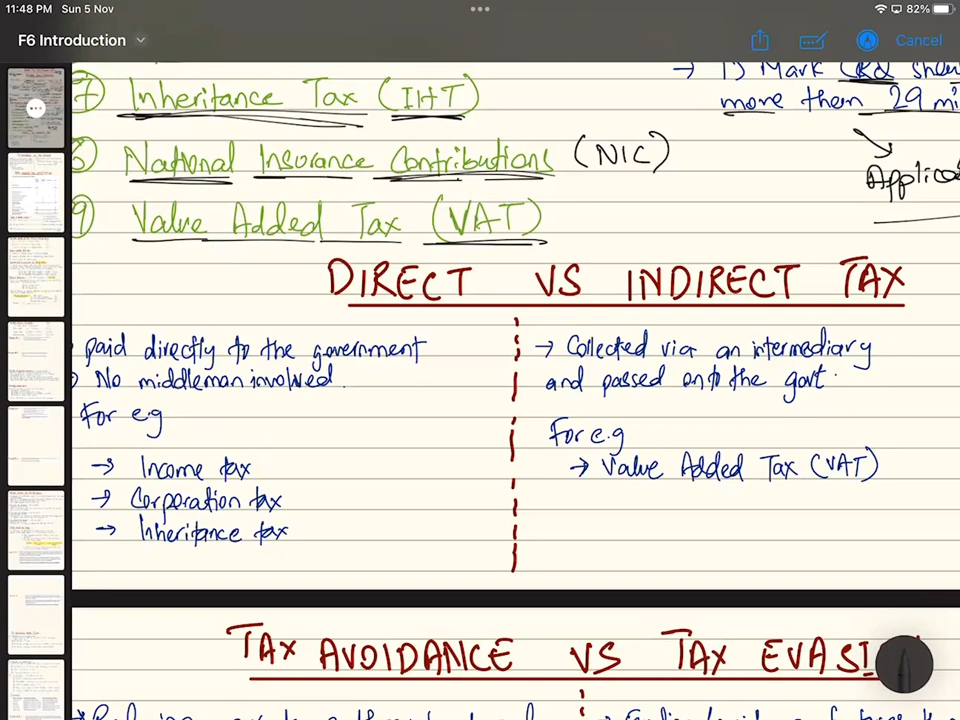 11:48 PM Sun 5 Nov
82%
F6 Introduction
Cancel
→ 15 Mark
more them 29
⑦ Inheritance Tax (IHT)
National Insurance Contributions (NIC)
⑨ Value Added Tax (VAT)
DIRECT VS INDIRECT TAX
paid directly to the government
No middleman involved.
For e.g
→ Income tax
→ Corporation tax
→ Inheritance tax
→ Collected via an intermediary
and passed onto the govt.
For e.g
→ Value Added Tax (VAT)
TAX AVOIDANCE VS TAX EVASI